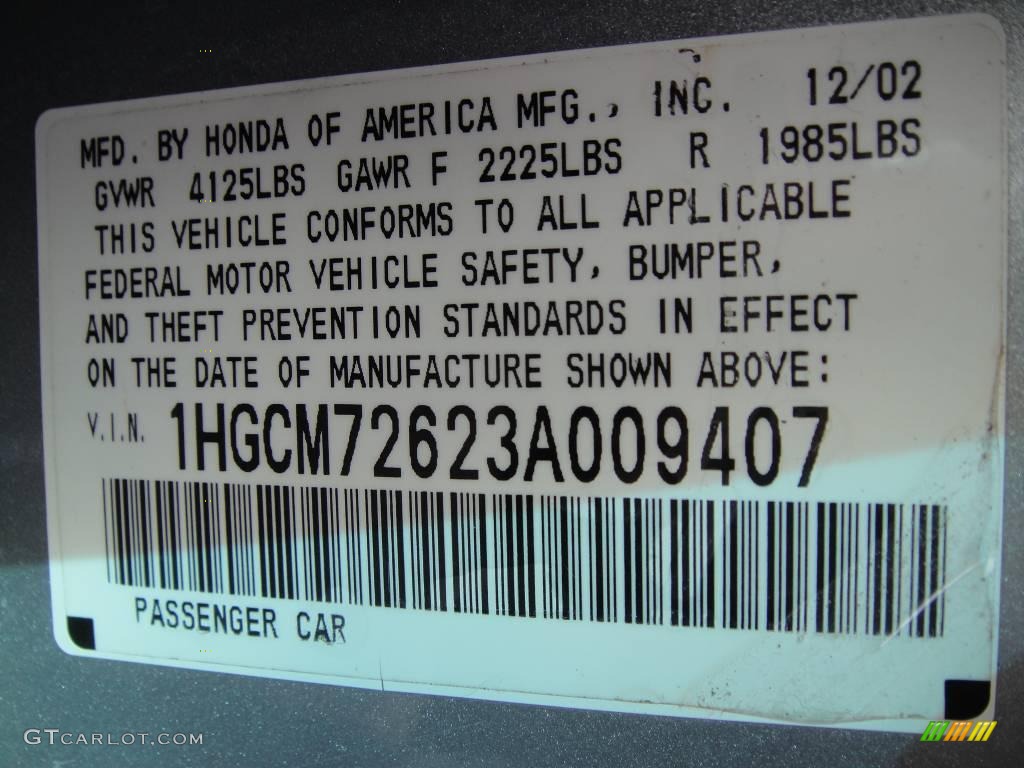 MFD. BY HONDA OF AMERICA MFG., INC. 12/02
GVWR 4125LBS GAWR F 2225LBS R 1985LBS
THIS VEHICLE CONFORMS TO ALL APPLICABLE
FEDERAL MOTOR VEHICLE SAFETY, BUMPER,
AND THEFT PREVENTION STANDARDS IN EFFECT
ON THE DATE OF MANUFACTURE SHOWN ABOVE:
V.I.N. 1HGCM72623A009407
PASSENGER CAR
GTCARLOT.COM